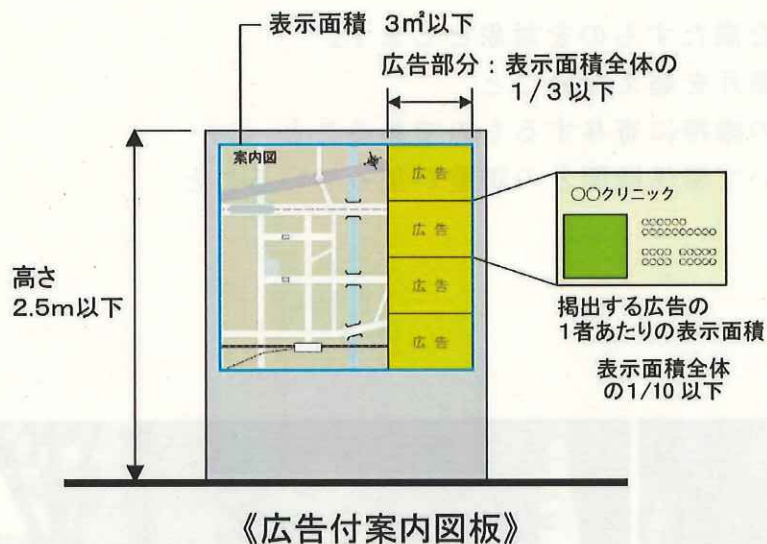 表示面積 3㎡以下
広告部分：表示面積全体の
1/3以下
案内図
広告
広告
広告
広告
高さ
2.5m以下
○○クリニック
○○○○○○
○○○○○○○○○○
○○○○ ○○○○○
○○○○ ○○○○
掲出する広告の
1者あたりの表示面積
表示面積全体
の1/10以下
《広告付案内図板》